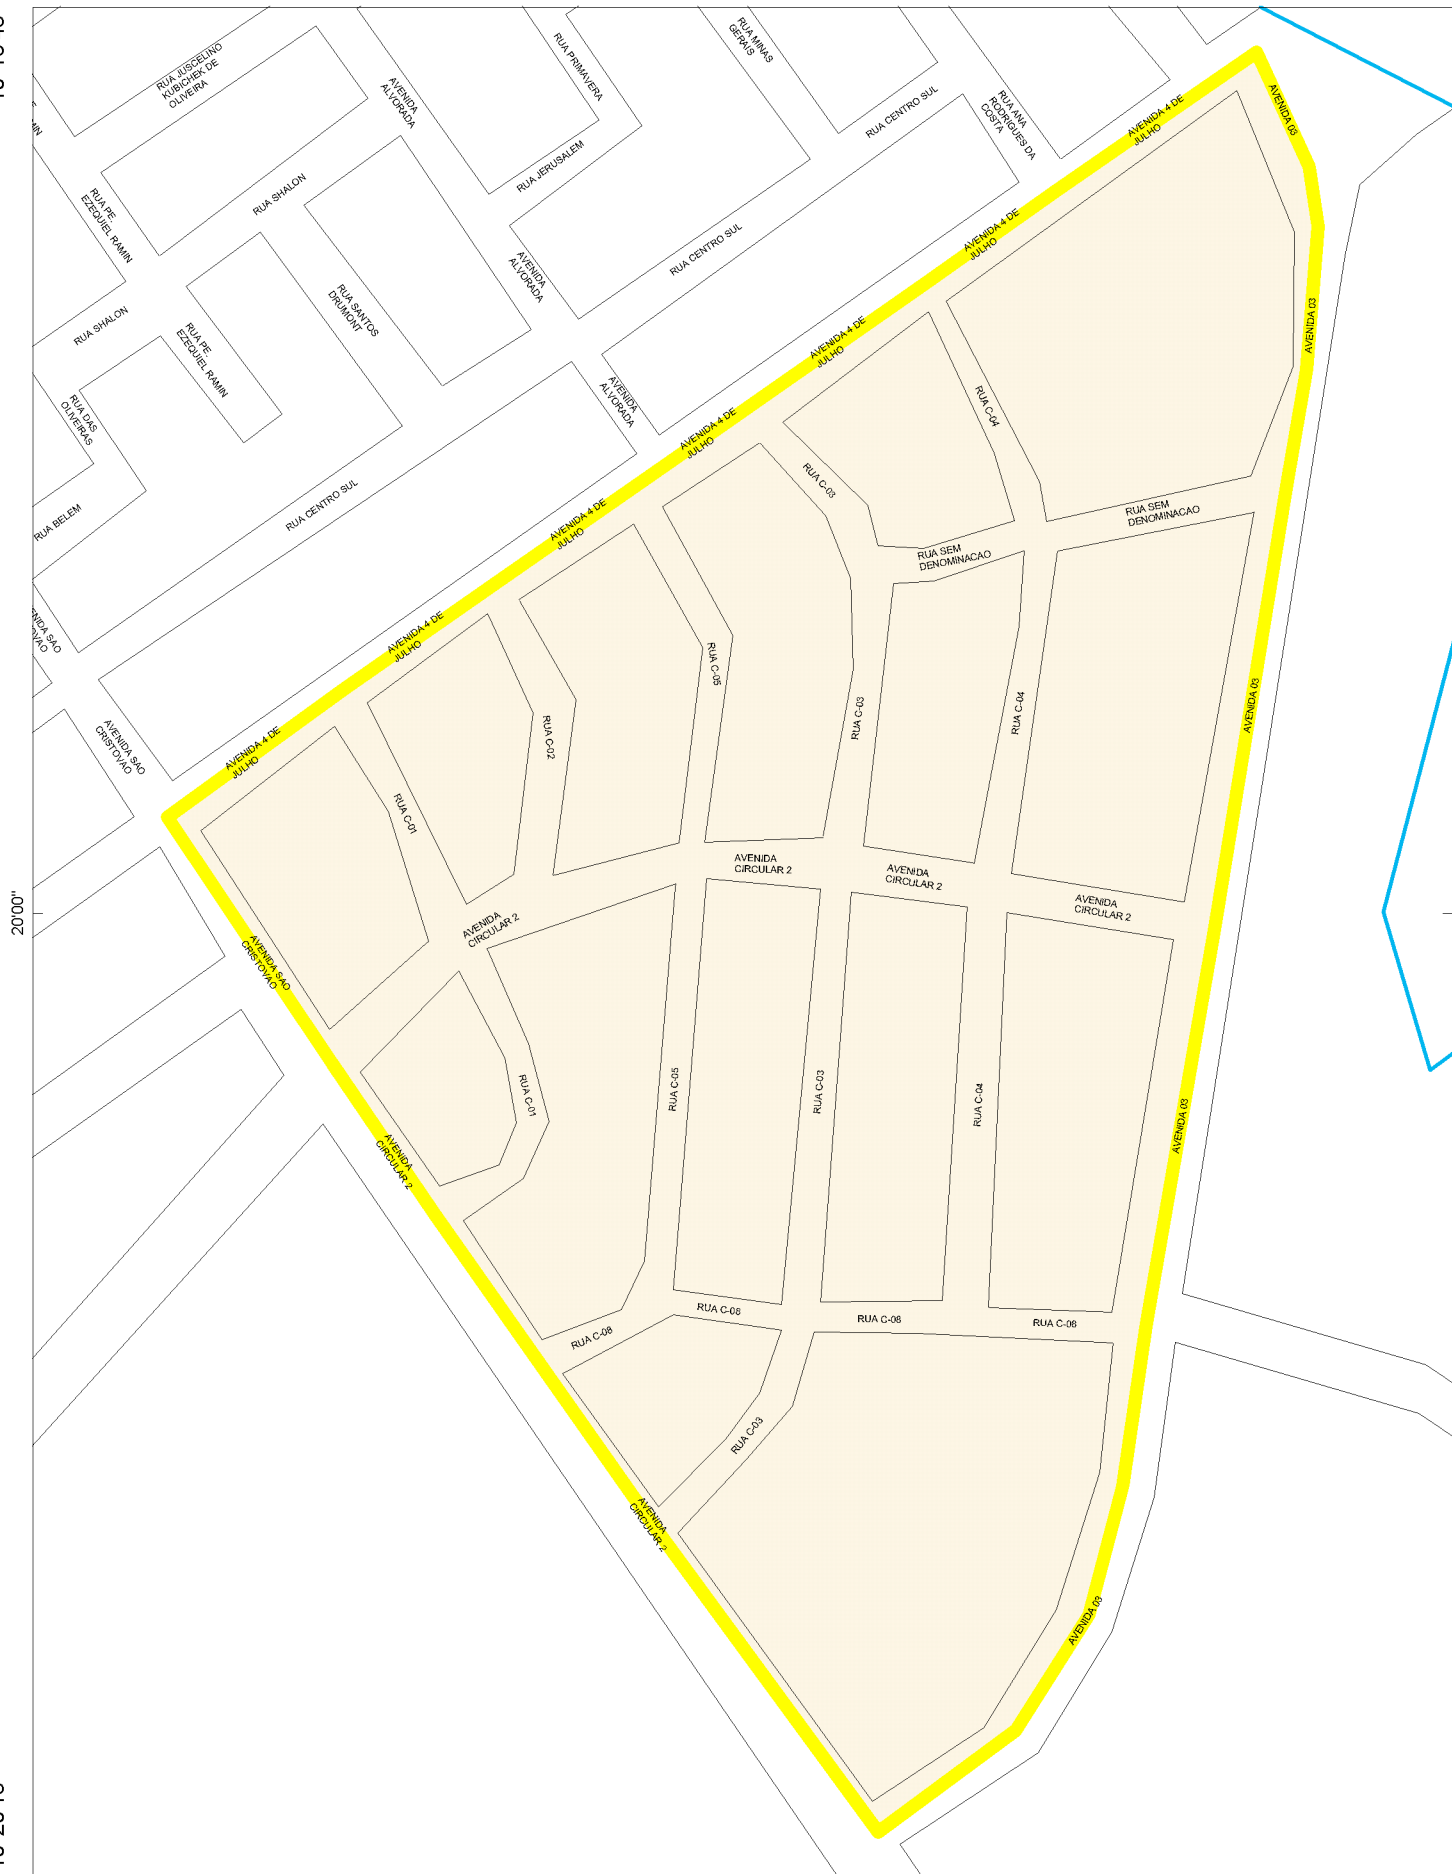 RUA JUSCELINO
KUBICHEK DE
OLIVEIRA
AVENIDA
ALVORADA
RUA PRIMAVERA
RUA MINAS
GERAIS
RUA CENTRO SUL
RUA ANA
RODRIGUES DA
COSTA
AVENIDA 4 DE
JULHO
AVENIDA 03
RUA PE.
EZEQUIEL RAMIN
RUA SHALON
RUA JERUSALEM
RUA CENTRO SUL
AVENIDA 4 DE
JULHO
AVENIDA
ALVORADA
RUA SANTOS
DRUMONT
RUA SHALON
RUA PE.
EZEQUIEL RAMIN
AVENIDA 4 DE
JULHO
AVENIDA 03
RUA DAS
OLIVEIRAS
AVENIDA
ALVORADA
AVENIDA 4 DE
JULHO
RUA C-04
RUA C-03
RUA BELEM
RUA CENTRO SUL
AVENIDA 4 DE
JULHO
RUA SEM
DENOMINACAO
RUA SEM
DENOMINACAO
AVENIDA 4 DE
JULHO
RUA C-05
RUA C-02
RUA C-03
RUA C-04
AVENIDA 03
AVENIDA SAO
CRISTOVAO
AVENIDA 4 DE
JULHO
RUA C-01
AVENIDA
CIRCULAR 2
AVENIDA
CIRCULAR 2
AVENIDA
CIRCULAR 2
AVENIDA
CIRCULAR 2
20'00"
AVENIDA SAO
CRISTOVAO
RUA C-01
RUA C-05
RUA C-03
RUA C-04
AVENIDA 03
AVENIDA
CIRCULAR 2
RUA C-08
RUA C-08
RUA C-08
RUA C-08
RUA C-03
AVENIDA
CIRCULAR 2
AVENIDA 03